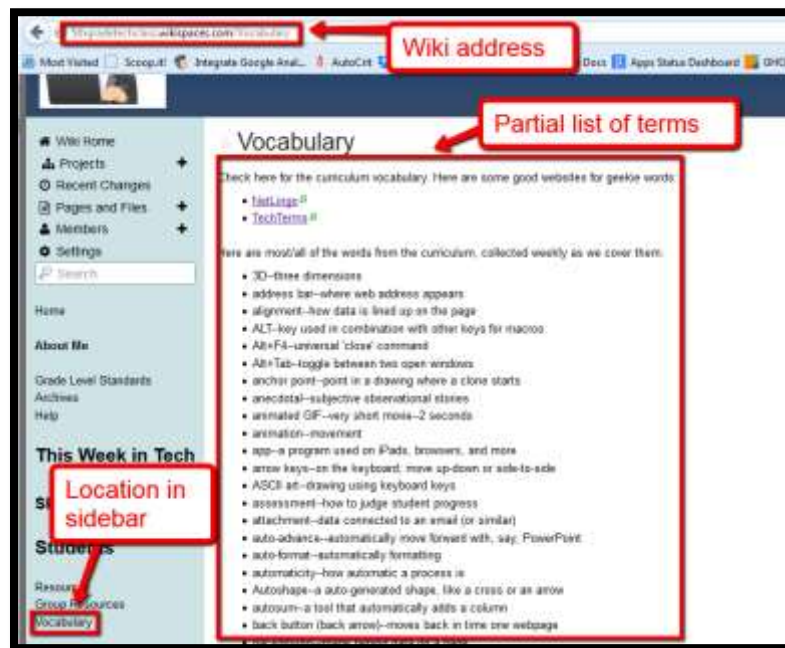 wikispaces.com
Wiki address
Most Visited Scoop.it! Integrate Google Anal... AutoCrit Docs Apps Status Dashboard
Partial list of terms
Wiki Home
Projects
Recent Changes
Pages and Files
Members
Settings
Search
Home
About Me
Grade Level Standards
Archives
Help
This Week in Tech
Location in
sidebar
Students
Group Resources
Vocabulary
Vocabulary
Check here for the curriculum vocabulary. Here are some good websites for geekie words:
NetLingo
TechTerms
Here are most/all of the words from the curriculum, collected weekly as we cover them:
3D--three dimensions
address bar--where web address appears
alignment--how data is lined up on the page
ALT--key used in combination with other keys for macros
Alt+F4--universal 'close' command
Alt+Tab--toggle between two open windows
anchor point--point in a drawing where a clone starts
anecdotal--subjective observational stories
animated GIF--very short movie--2 seconds
animation--movement
app--a program used on iPads, browsers, and more
arrow keys--on the keyboard, move up-down or side-to-side
ASCII art--drawing using keyboard keys
assessment--how to judge student progress
attachment--data connected to an email (or similar)
auto-advance--automatically move forward with, say, PowerPoint
auto-format--automatically formatting
automaticity--how automatic a process is
Autoshape--a auto-generated shape, like a cross or an arrow
autosum--a tool that automatically adds a column
back button (back arrow)--moves back in time one webpage